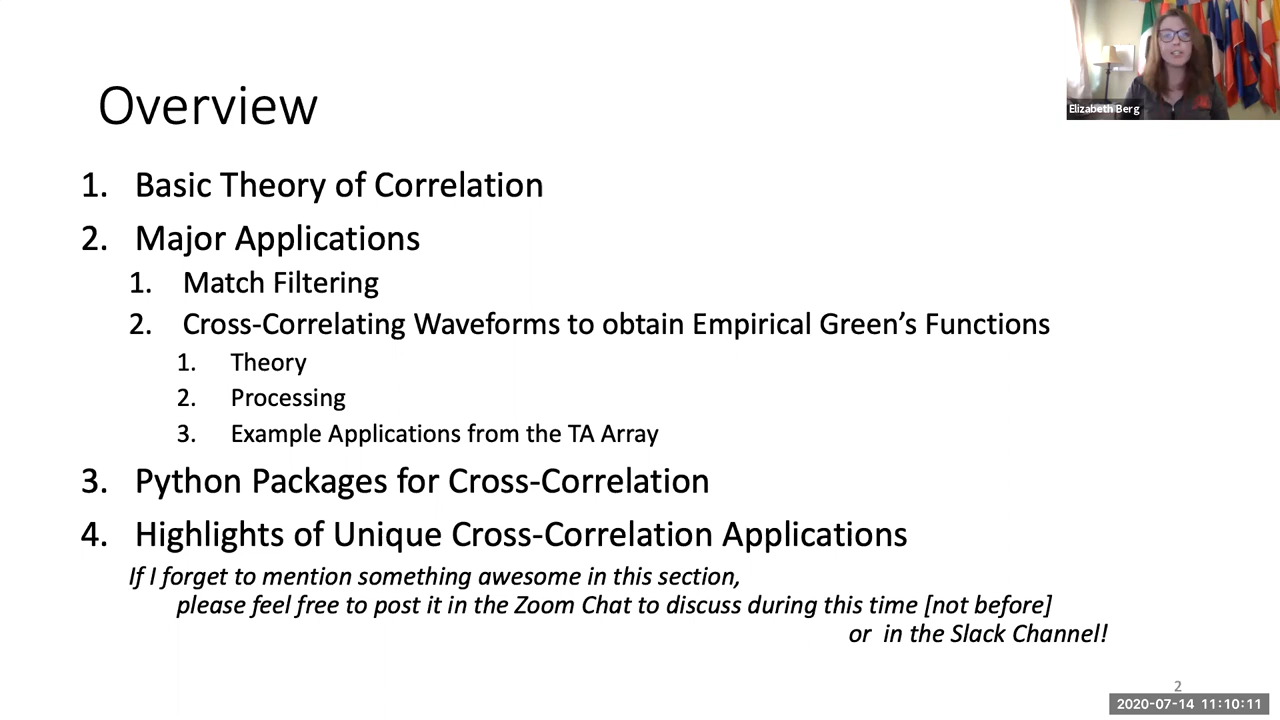 Overview
Elizabeth Berg
1. Basic Theory of Correlation
2. Major Applications
1. Match Filtering
2. Cross-Correlating Waveforms to obtain Empirical Green's Functions
1. Theory
2. Processing
3. Example Applications from the TA Array
3. Python Packages for Cross-Correlation
4. Highlights of Unique Cross-Correlation Applications
If I forget to mention something awesome in this section,
please feel free to post it in the Zoom Chat to discuss during this time [not before]
or in the Slack Channel!
2
2020-07-14 11:10:11